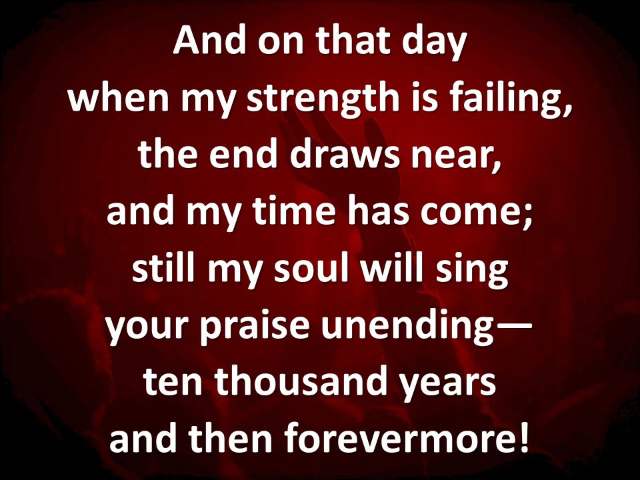 And on that day
when my strength is failing,
the end draws near,
and my time has come;
still my soul will sing
your praise unending—
ten thousand years
and then forevermore!